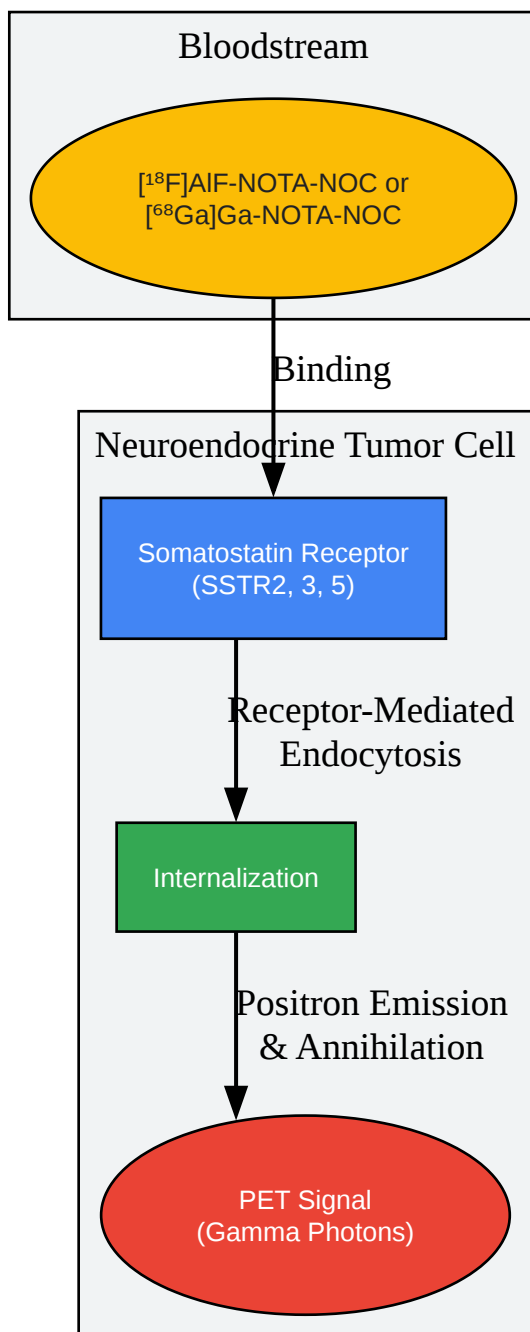 Bloodstream
[¹⁸F]AlF-NOTA-NOC or
[⁶⁸Ga]Ga-NOTA-NOC
Binding
Neuroendocrine Tumor Cell
Somatostatin Receptor
(SSTR2, 3, 5)
Receptor-Mediated
Endocytosis
Internalization
Positron Emission
& Annihilation
PET Signal
(Gamma Photons)